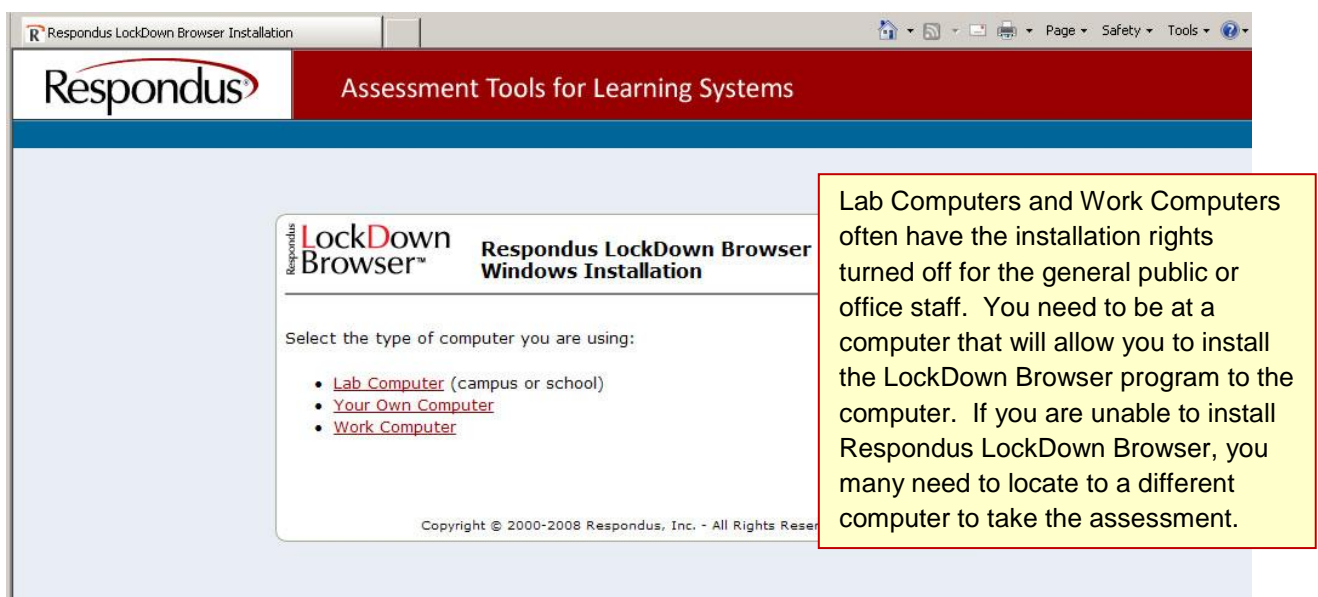 Respondus LockDown Browser Installation
Page Safety Tools
Respondus® Assessment Tools for Learning Systems
Respondus LockDown Browser™
Respondus LockDown Browser
Windows Installation
Select the type of computer you are using:
• Lab Computer (campus or school)
• Your Own Computer
• Work Computer
Copyright © 2000-2008 Respondus, Inc. - All Rights Reser
Lab Computers and Work Computers
often have the installation rights
turned off for the general public or
office staff. You need to be at a
computer that will allow you to install
the LockDown Browser program to the
computer. If you are unable to install
Respondus LockDown Browser, you
many need to locate to a different
computer to take the assessment.